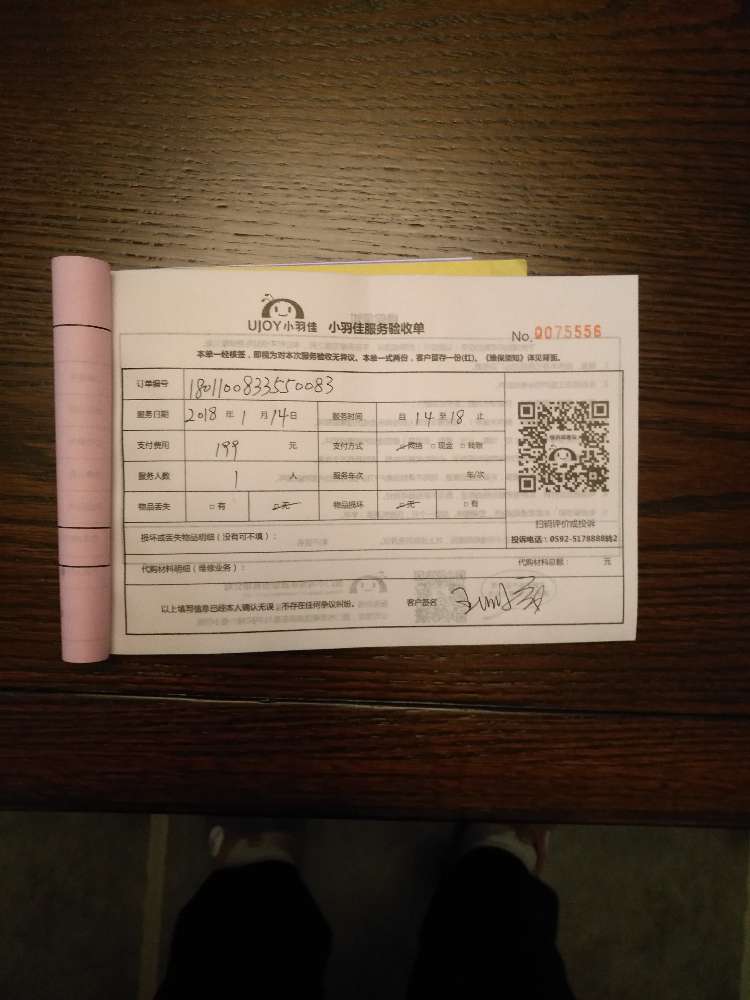 UJOY小羽佳 小羽佳服务验收单
No. 0075556
本单一经核签，即视为对本次服务验收无异议。本单一式两份，客户留存一份(红)。《维保须知》详见背面。
订单编号 180110083355​0083
服务日期 2018 年 1 月 14 日 服务时间 自 14 至 18 止
支付费用 199 元 支付方式 □网络 □现金 □转账
服务人数 1 人 服务车次 车/次
物品丢失 □有 □无 物品损坏 □无 □有
扫码评价或投诉
损坏或丢失物品明细（没有可不填）：
投诉电话：0592-5178888转2
代购材料明细（维修业务）： 代购材料总额： 元
以上填写信息已经本人确认无误，不存在任何争议纠纷。 客户签名